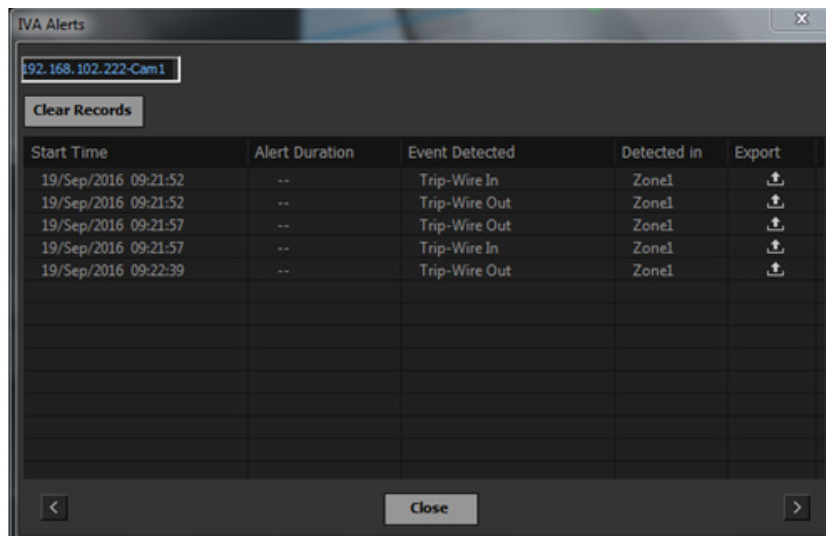 IVA Alerts
192.168.102.222-Cam1
Clear Records
Start Time Alert Duration Event Detected Detected in Export
19/Sep/2016 09:21:52 -- Trip-Wire In Zone1
19/Sep/2016 09:21:52 -- Trip-Wire Out Zone1
19/Sep/2016 09:21:57 -- Trip-Wire Out Zone1
19/Sep/2016 09:21:57 -- Trip-Wire In Zone1
19/Sep/2016 09:22:39 -- Trip-Wire Out Zone1
Close